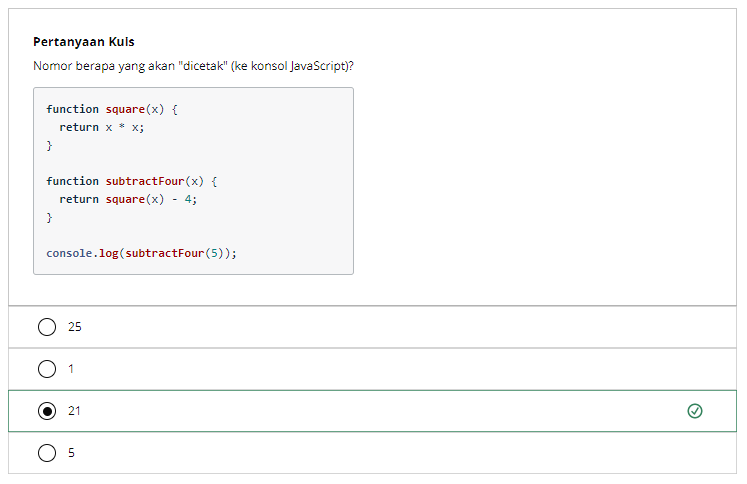 Pertanyaan Kuis
Nomor berapa yang akan "dicetak" (ke konsol JavaScript)?
function square(x) {
  return x * x;
}
function subtractFour(x) {
  return square(x) - 4;
}
console.log(subtractFour(5));
25
1
21
5